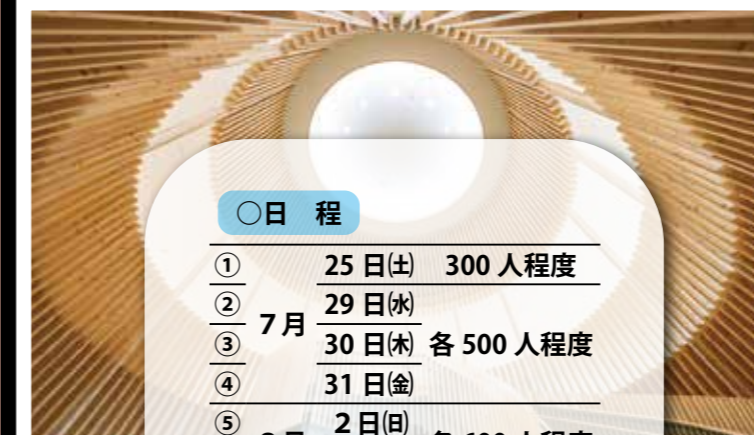 ○日　程
① 25日㈯ 300人程度
② 29日㈬
7月
③ 30日㈭ 各500人程度
④ 31日㈮
⑤ 2日㈰